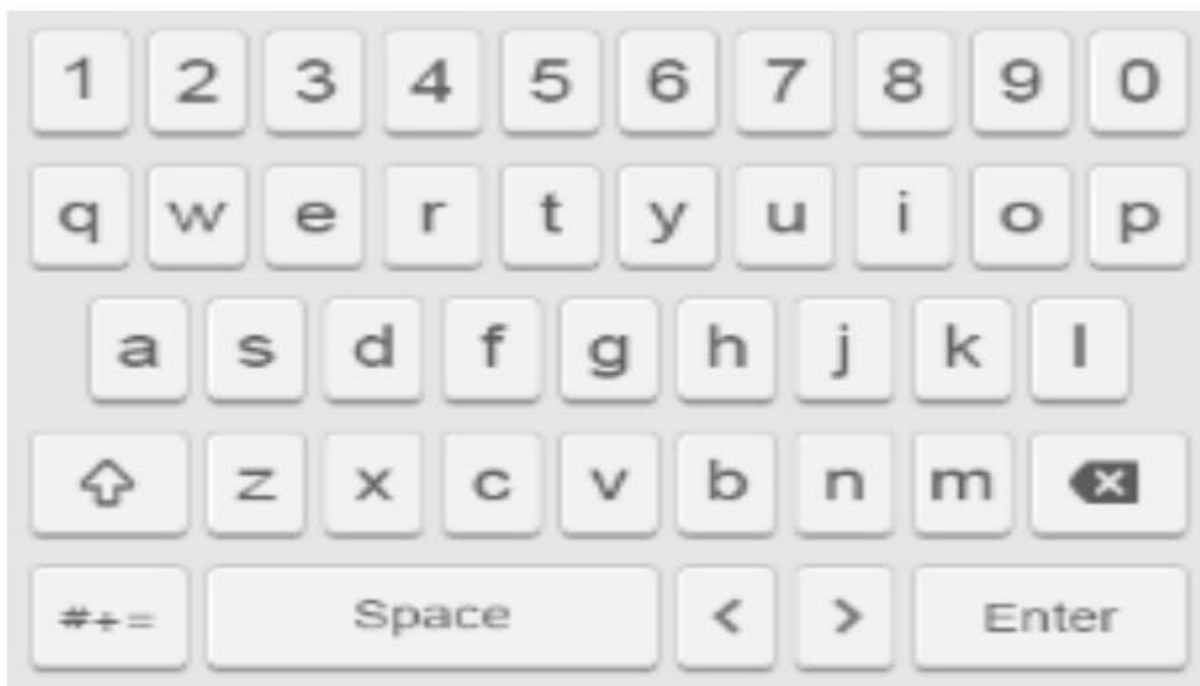 1 2 3 4 5 6 7 8 9 0
q w e r t y u i o p
a s d f g h j k l
z x c v b n m
#+= Space < > Enter